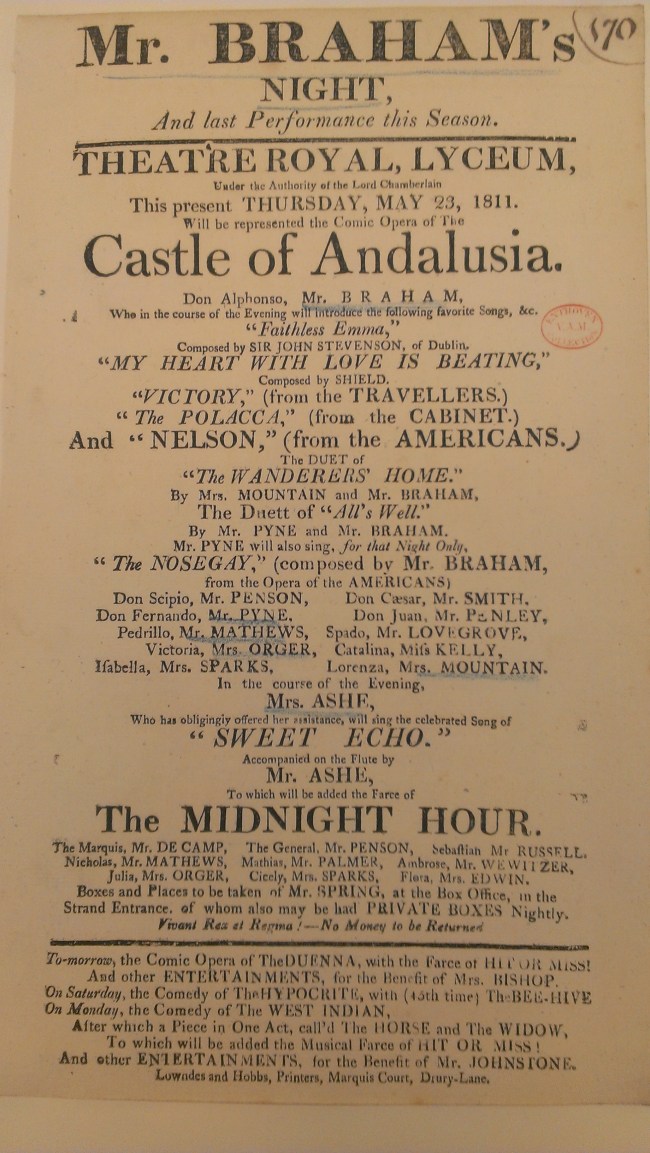 170
Mr. BRAHAM's
NIGHT,
And last Performance this Season.
THEATRE ROYAL, LYCEUM,
Under the Authority of the Lord Chamberlain
This present THURSDAY, MAY 23, 1811.
Will be represented the Comic Opera of The
Castle of Andalusia.
Don Alphonso, Mr. BRAHAM,
Who in the course of the Evening will introduce the following favorite Songs, &c.
"Faithless Emma,"
Composed by SIR JOHN STEVENSON, of Dublin.
"MY HEART WITH LOVE IS BEATING,"
Composed by SHIELD.
"VICTORY," (from the TRAVELLERS.)
"The POLACCA," (from the CABINET.)
And "NELSON," (from the AMERICANS.)
The DUET of
"The WANDERERS' HOME."
By Mrs. MOUNTAIN and Mr. BRAHAM,
The Duett of "All's Well."
By Mr. PYNE and Mr. BRAHAM.
Mr. PYNE will also sing, for that Night Only,
"The NOSEGAY," (composed by Mr. BRAHAM,
from the Opera of the AMERICANS)
Don Scipio, Mr. PENSON, Don Cæsar, Mr. SMITH,
Don Fernando, Mr. PYNE, Don Juan, Mr. PENLEY,
Pedrillo, Mr. MATHEWS, Spado, Mr. LOVEGROVE,
Victoria, Mrs. ORGER, Catalina, Miſs KELLY,
Iſabella, Mrs. SPARKS, Lorenza, Mrs. MOUNTAIN.
In the course of the Evening,
Mrs. ASHE,
Who has obligingly offered her assistance, will sing the celebrated Song of
"SWEET ECHO."
Accompanied on the Flute by
Mr. ASHE,
To which will be added the Farce of
The MIDNIGHT HOUR.
The Marquis, Mr. DE CAMP, The General, Mr. PENSON, Sebaſtian Mr RUSSELL.
Nicholas, Mr. MATHEWS, Mathias, Mr. PALMER, Ambrose, Mr. WEWITZER,
Julia, Mrs. ORGER, Cicely, Mrs. SPARKS, Flora, Mrs. EDWIN.
Boxes and Places to be taken of Mr. SPRING, at the Box Office, in the
Strand Entrance, of whom also may be had PRIVATE BOXES Nightly.
Vivant Rex et Regina!—No Money to be Returned
To-morrow, the Comic Opera of The DUENNA, with the Farce of HIT OR MISS!
And other ENTERTAINMENTS, for the Benefit of Mrs. BISHOP.
On Saturday, the Comedy of The HYPOCRITE, with (45th time) The BEE-HIVE
On Monday, the Comedy of The WEST INDIAN,
After which a Piece in One Act, call'd The HORSE and The WIDOW,
To which will be added the Musical Farce of HIT OR MISS!
And other ENTERTAINMENTS, for the Benefit of Mr. JOHNSTONE.
Lowndes and Hobbs, Printers, Marquis Court, Drury-Lane.
ENTHOVEN
V.A.M.
COLLECTION